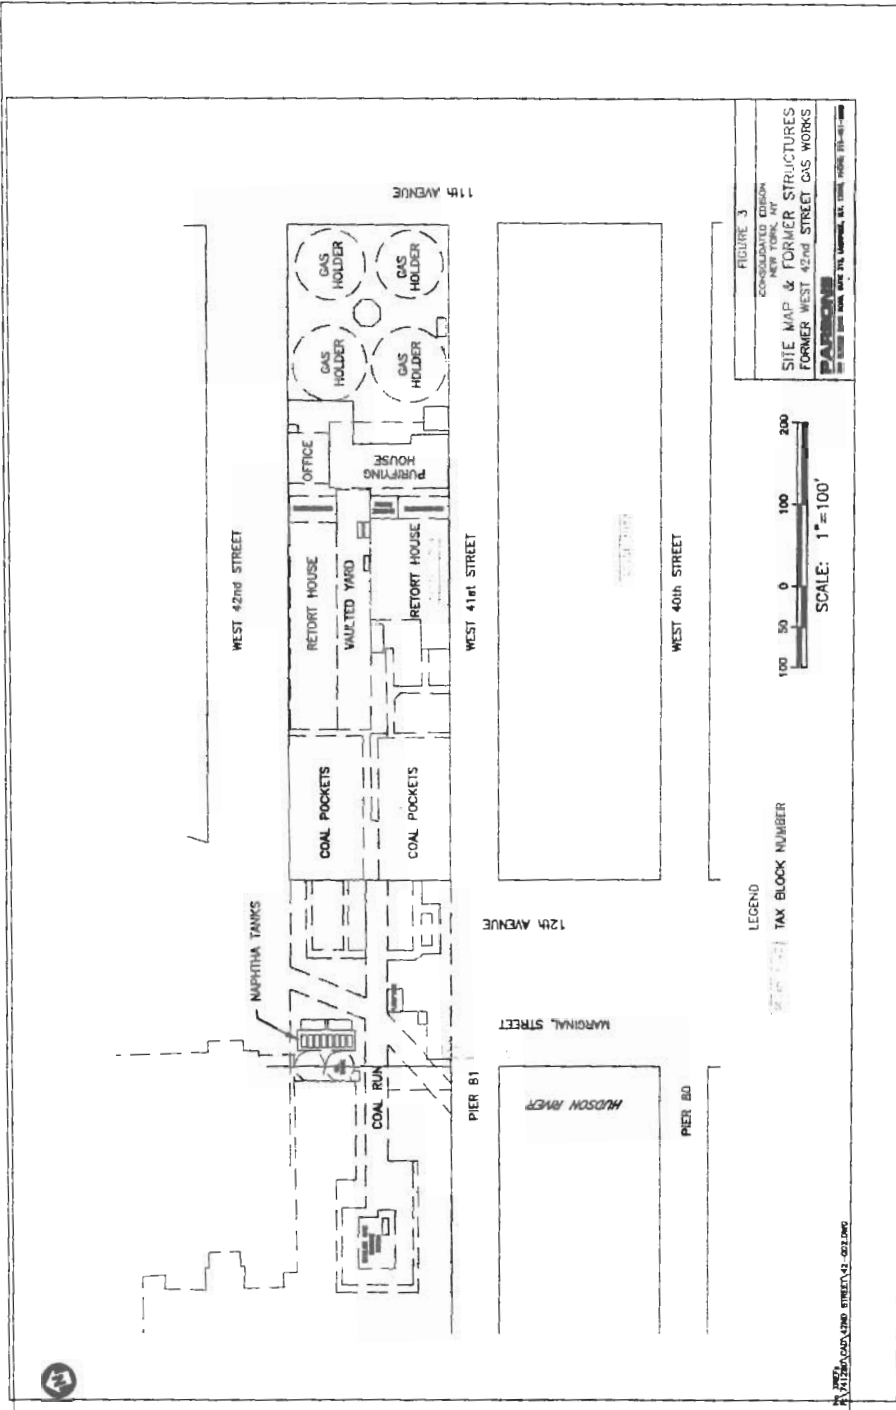 11th AVENUE
GAS
HOLDER
GAS
HOLDER
GAS
HOLDER
GAS
HOLDER
OFFICE
PURIFYING
HOUSE
WEST 42nd STREET
RETORT HOUSE
VAULTED YARD
RETORT HOUSE
WEST 41st STREET
WEST 40th STREET
COAL POCKETS
COAL POCKETS
NAPHTHA TANKS
12th AVENUE
MARGINAL STREET
COAL RUN
PIER 81
HUDSON RIVER
PIER 80
N
LEGEND
TAX BLOCK NUMBER
100 50 0 100 200
SCALE: 1"=100'
FIGURE 3
CONSOLIDATED EDISON
NEW YORK, NY
SITE MAP & FORMER STRUCTURES
FORMER WEST 42nd STREET GAS WORKS
PARSONS